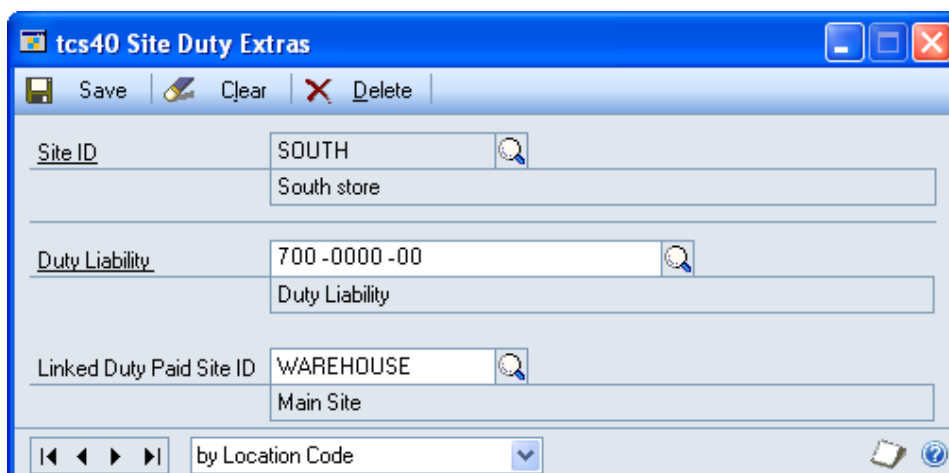 tcs40 Site Duty Extras
Save Clear Delete
Site ID SOUTH
South store
Duty Liability 700 -0000 -00
Duty Liability
Linked Duty Paid Site ID WAREHOUSE
Main Site
by Location Code